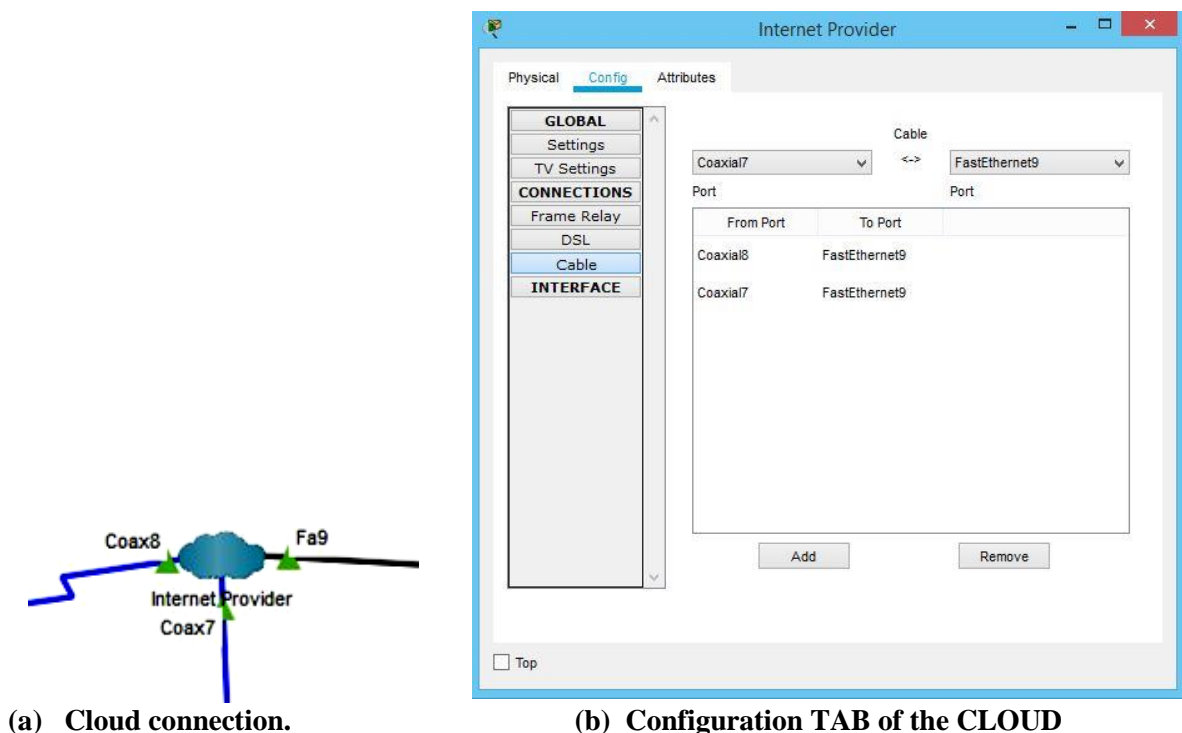 Internet Provider
Physical Config Attributes
GLOBAL
Settings
TV Settings
CONNECTIONS
Frame Relay
DSL
Cable
INTERFACE
Cable
Coaxial7 <-> FastEthernet9
Port Port
From Port To Port
Coaxial8 FastEthernet9
Coaxial7 FastEthernet9
Add Remove
Top
Coax8 Fa9
Internet Provider
Coax7
(a) Cloud connection. (b) Configuration TAB of the CLOUD